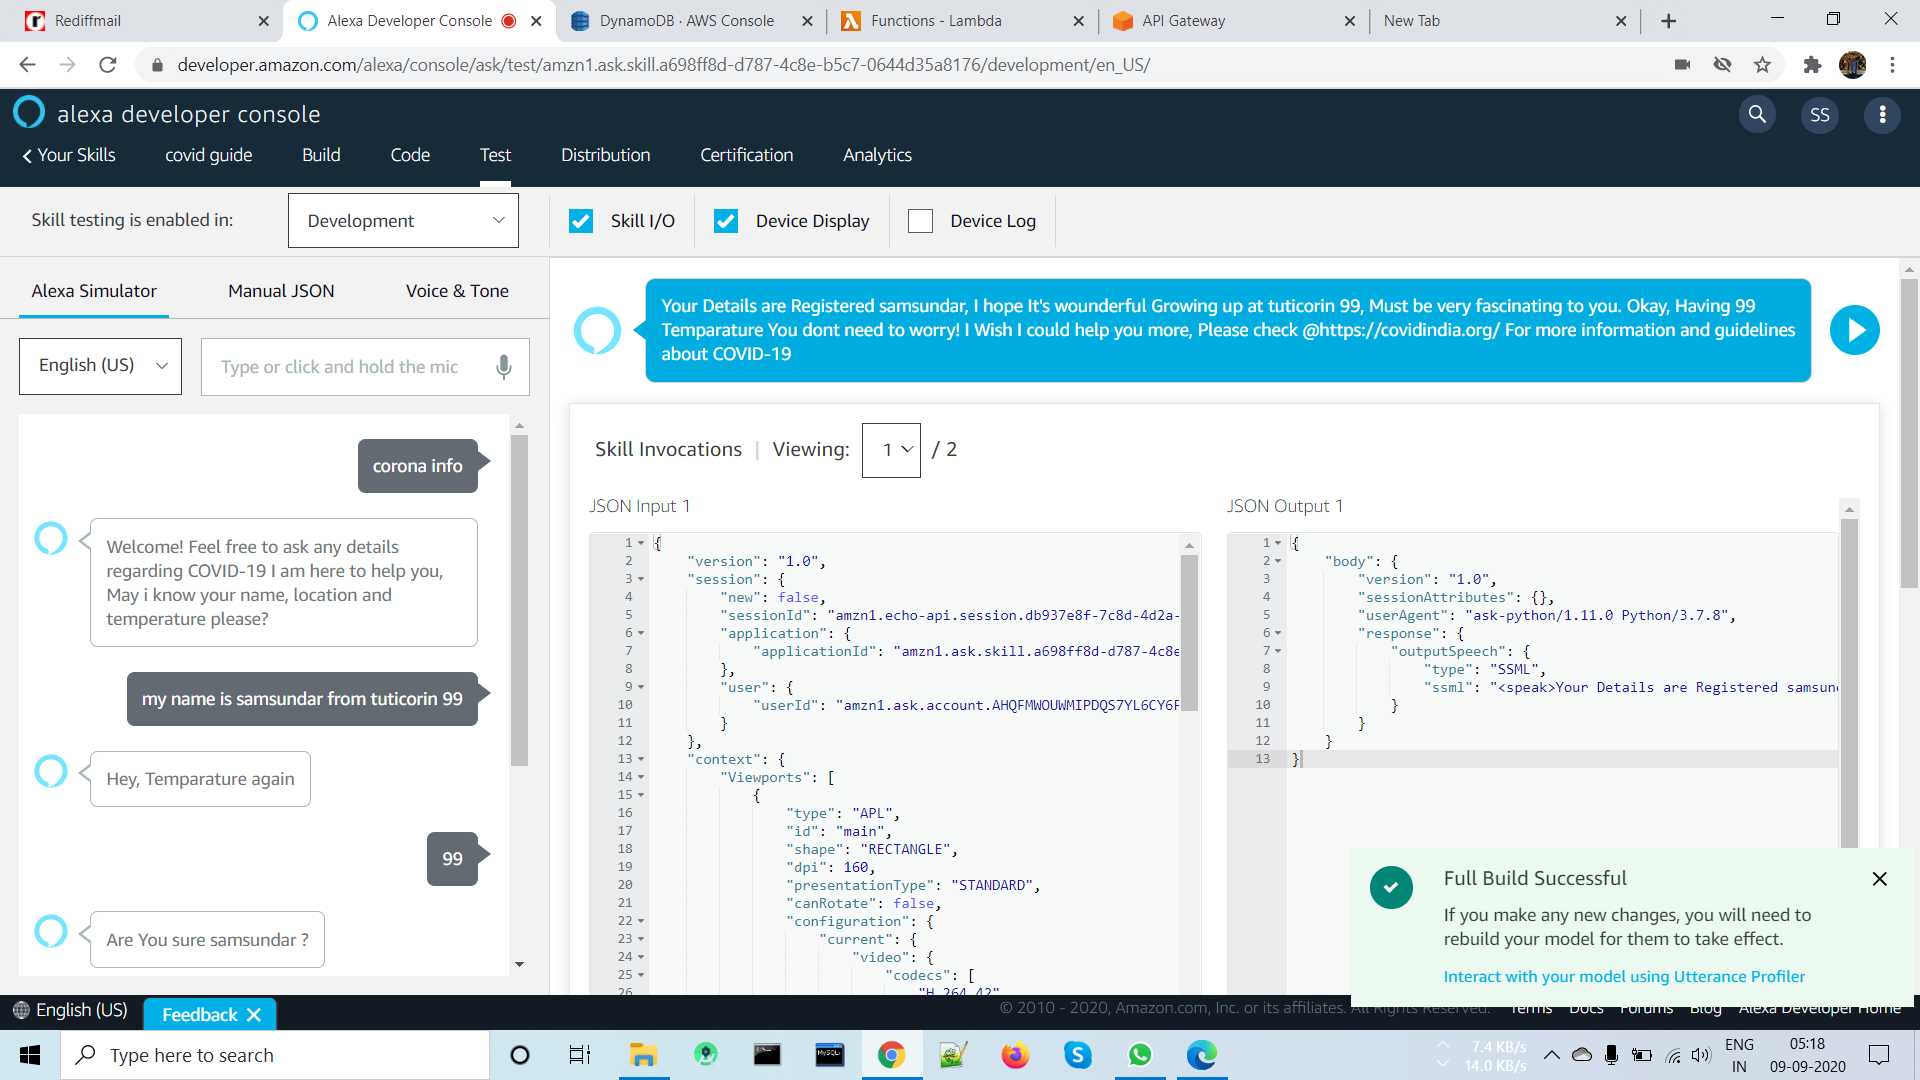 Rediffmail
Alexa Developer Console
DynamoDB · AWS Console
Functions - Lambda
API Gateway
New Tab
developer.amazon.com/alexa/console/ask/test/amzn1.ask.skill.a698ff8d-d787-4c8e-b5c7-0644d35a8176/development/en_US/
alexa developer console
SS
Your Skills
covid guide
Build
Code
Test
Distribution
Certification
Analytics
Skill testing is enabled in:
Development
Skill I/O
Device Display
Device Log
Alexa Simulator
Manual JSON
Voice & Tone
English (US)
Type or click and hold the mic
corona info
Welcome! Feel free to ask any details
regarding COVID-19 I am here to help you,
May i know your name, location and
temperature please?
my name is samsundar from tuticorin 99
Hey, Temparature again
99
Are You sure samsundar ?
Your Details are Registered samsundar, I hope It's wounderful Growing up at tuticorin 99, Must be very fascinating to you. Okay, Having 99
Temparature You dont need to worry! I Wish I could help you more, Please check @https://covidindia.org/ For more information and guidelines
about COVID-19
Skill Invocations | Viewing: 1 / 2
JSON Input 1
1 {
2 "version": "1.0",
3 "session": {
4 "new": false,
5 "sessionId": "amzn1.echo-api.session.db937e8f-7c8d-4d2a-
6 "application": {
7 "applicationId": "amzn1.ask.skill.a698ff8d-d787-4c8e
8 },
9 "user": {
10 "userId": "amzn1.ask.account.AHQFMWOUWMIPDQS7YL6CY6F
11 }
12 },
13 "context": {
14 "Viewports": [
15 {
16 "type": "APL",
17 "id": "main",
18 "shape": "RECTANGLE",
19 "dpi": 160,
20 "presentationType": "STANDARD",
21 "canRotate": false,
22 "configuration": {
23 "current": {
24 "video": {
25 "codecs": [
26 "H_264_42"
JSON Output 1
1 {
2 "body": {
3 "version": "1.0",
4 "sessionAttributes": {},
5 "userAgent": "ask-python/1.11.0 Python/3.7.8",
6 "response": {
7 "outputSpeech": {
8 "type": "SSML",
9 "ssml": "<speak>Your Details are Registered samsun
10 }
11 }
12 }
13 }
Full Build Successful
If you make any new changes, you will need to
rebuild your model for them to take effect.
Interact with your model using Utterance Profiler
English (US)
Feedback
© 2010 - 2020, Amazon.com, Inc. or its affiliates. All Rights Reserved.
Terms
Docs
Forums
Blog
Alexa Developer Home
Type here to search
MySQL
7.4 KB/s
14.0 KB/s
ENG
IN
05:18
09-09-2020